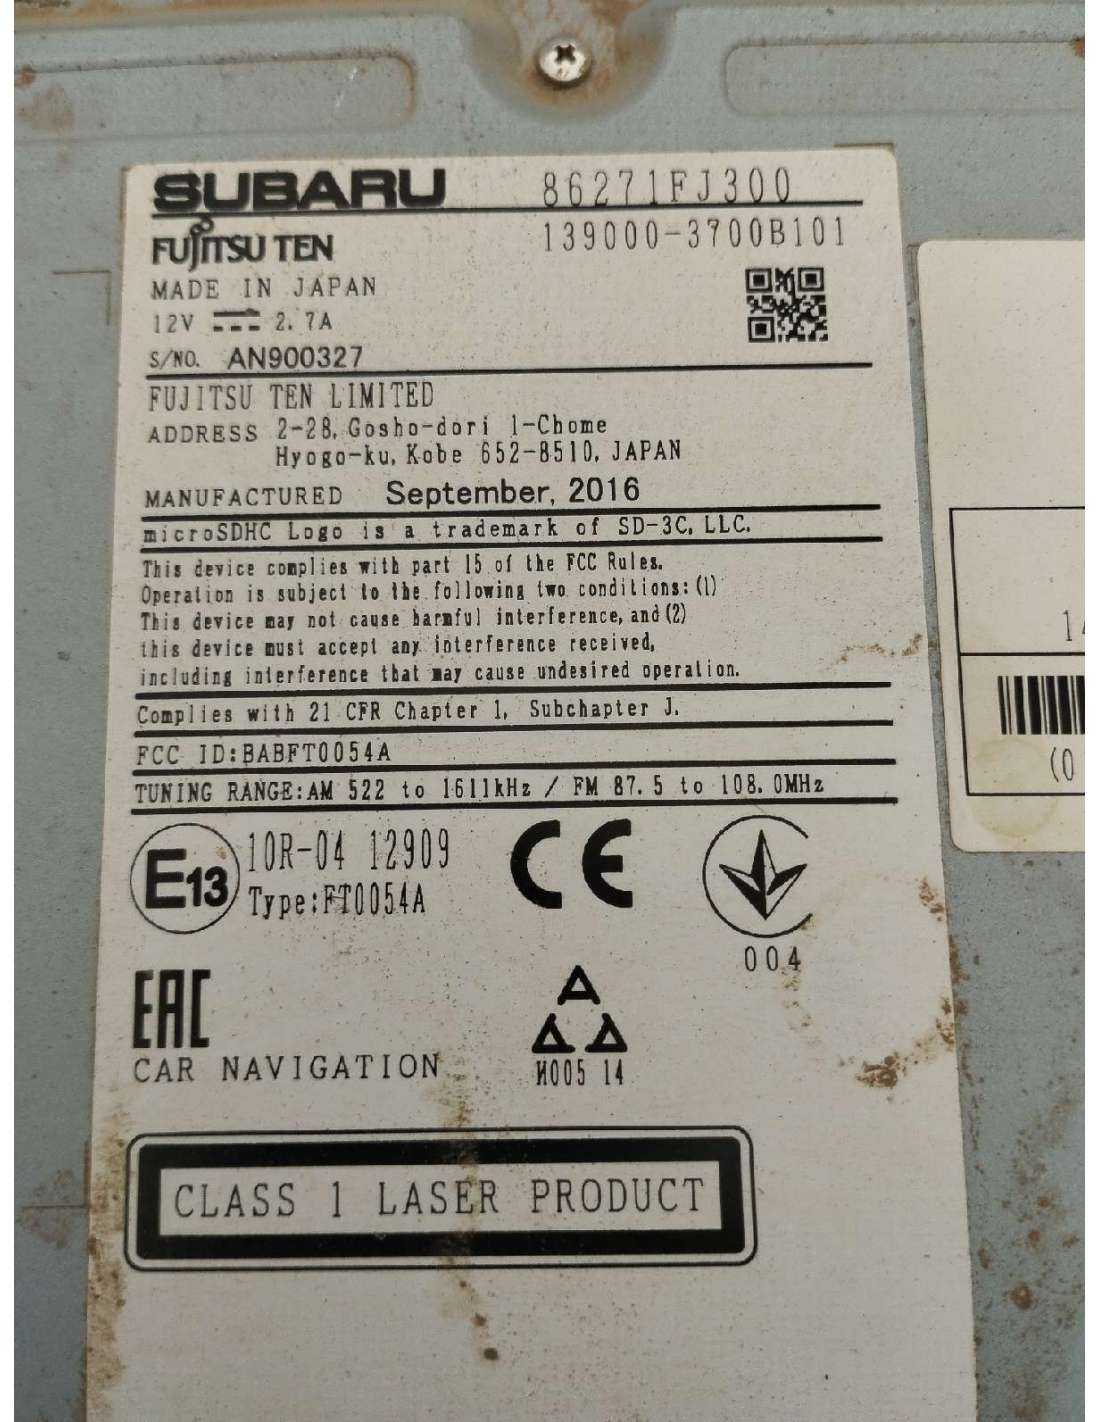 SUBARU 86271FJ300
FUJITSU TEN 139000-3700B101
MADE IN JAPAN
12V 2.7A
S/NO. AN900327
FUJITSU TEN LIMITED
ADDRESS 2-28, Gosho-dori 1-Chome
Hyogo-ku, Kobe 652-8510, JAPAN
MANUFACTURED September, 2016
microSDHC Logo is a trademark of SD-3C, LLC.
This device complies with part 15 of the FCC Rules.
Operation is subject to the following two conditions: (1)
This device may not cause harmful interference, and (2)
this device must accept any interference received,
including interference that may cause undesired operation.
Complies with 21 CFR Chapter 1, Subchapter J.
FCC ID:BABFT0054A
TUNING RANGE:AM 522 to 1611kHz / FM 87.5 to 108.0MHz
E13 10R-04 12909
Type:FT0054A
CE
004
EAC
CAR NAVIGATION
И005 14
CLASS 1 LASER PRODUCT
(0